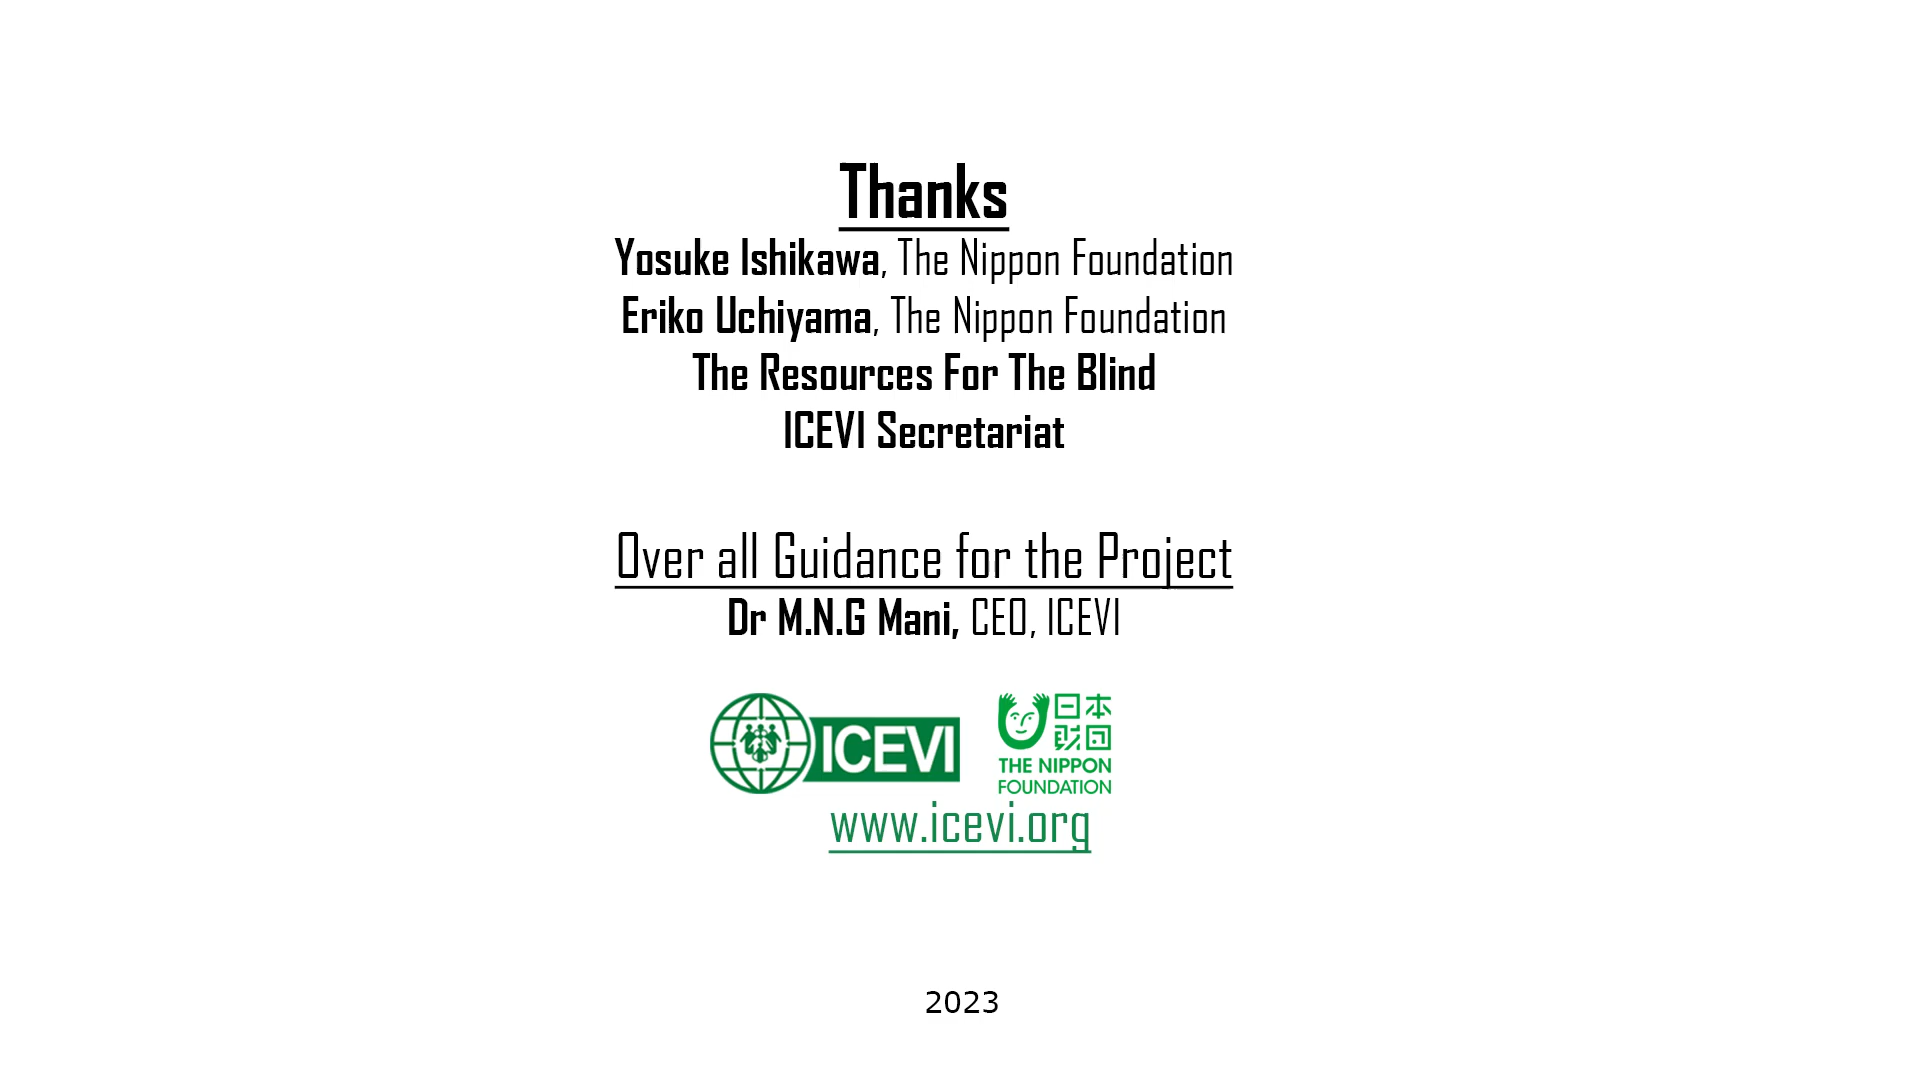 Thanks
Yosuke Ishikawa, The Nippon Foundation
Eriko Uchiyama, The Nippon Foundation
The Resources For The Blind
ICEVI Secretariat
Over all Guidance for the Project
Dr M.N.G Mani, CEO, ICEVI
ICEVI
日本
財団
THE NIPPON
FOUNDATION
www.icevi.org
2023